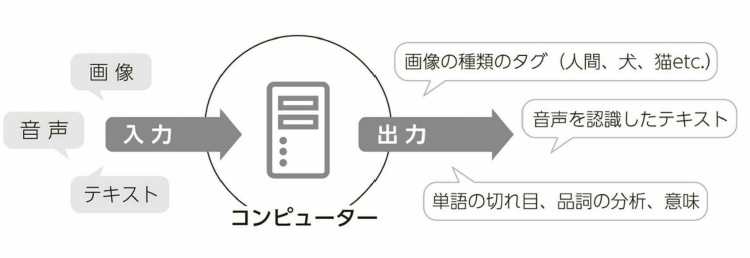 画像
音声
テキスト
入力
コンピューター
出力
画像の種類のタグ（人間、犬、猫etc.）
音声を認識したテキスト
単語の切れ目、品詞の分析、意味